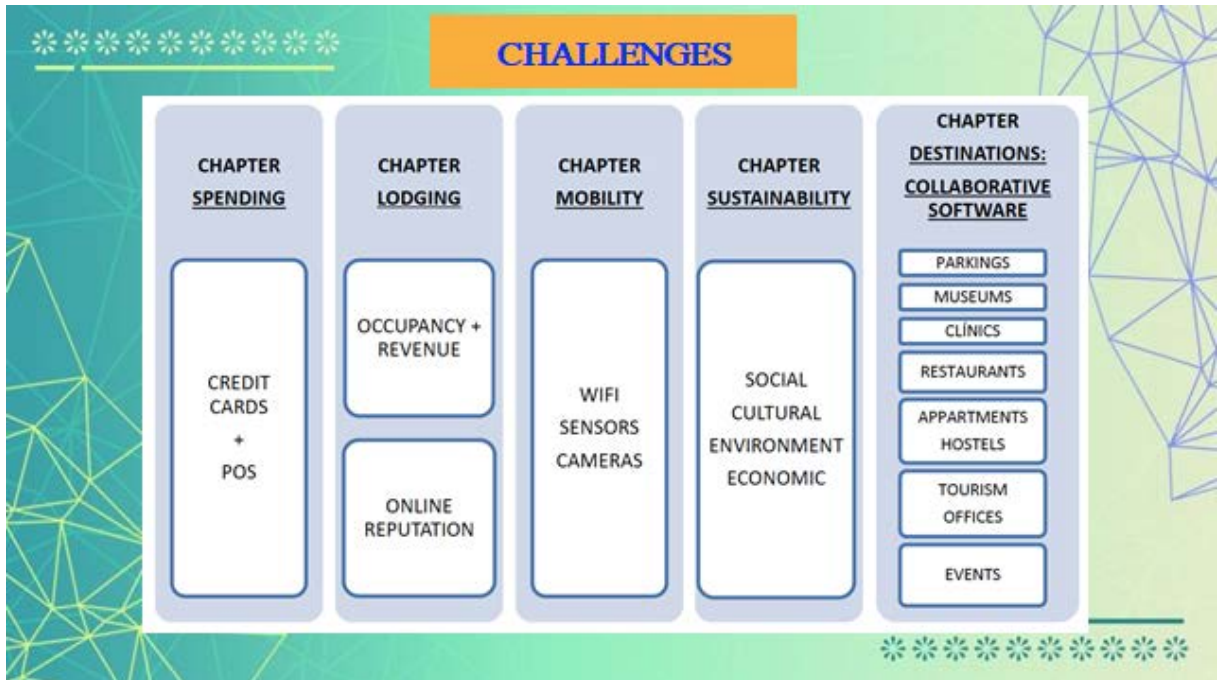 CHALLENGES
CHAPTER
SPENDING
CREDIT
CARDS
+
POS
CHAPTER
LODGING
OCCUPANCY +
REVENUE
ONLINE
REPUTATION
CHAPTER
MOBILITY
WIFI
SENSORS
CAMERAS
CHAPTER
SUSTAINABILITY
SOCIAL
CULTURAL
ENVIRONMENT
ECONOMIC
CHAPTER
DESTINATIONS:
COLLABORATIVE
SOFTWARE
PARKINGS
MUSEUMS
CLÍNICS
RESTAURANTS
APPARTMENTS
HOSTELS
TOURISM
OFFICES
EVENTS